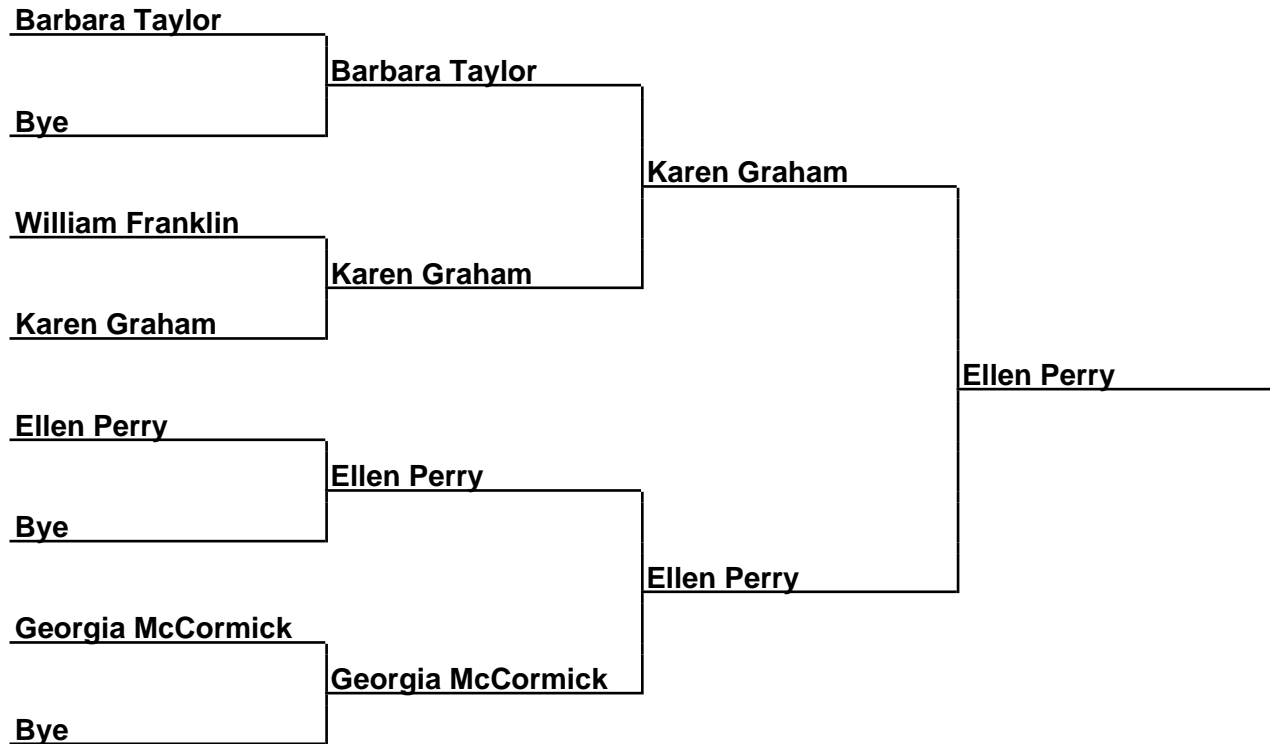 Barbara Taylor
Barbara Taylor
Bye
Karen Graham
William Franklin
Karen Graham
Karen Graham
Ellen Perry
Ellen Perry
Ellen Perry
Bye
Ellen Perry
Georgia McCormick
Georgia McCormick
Bye